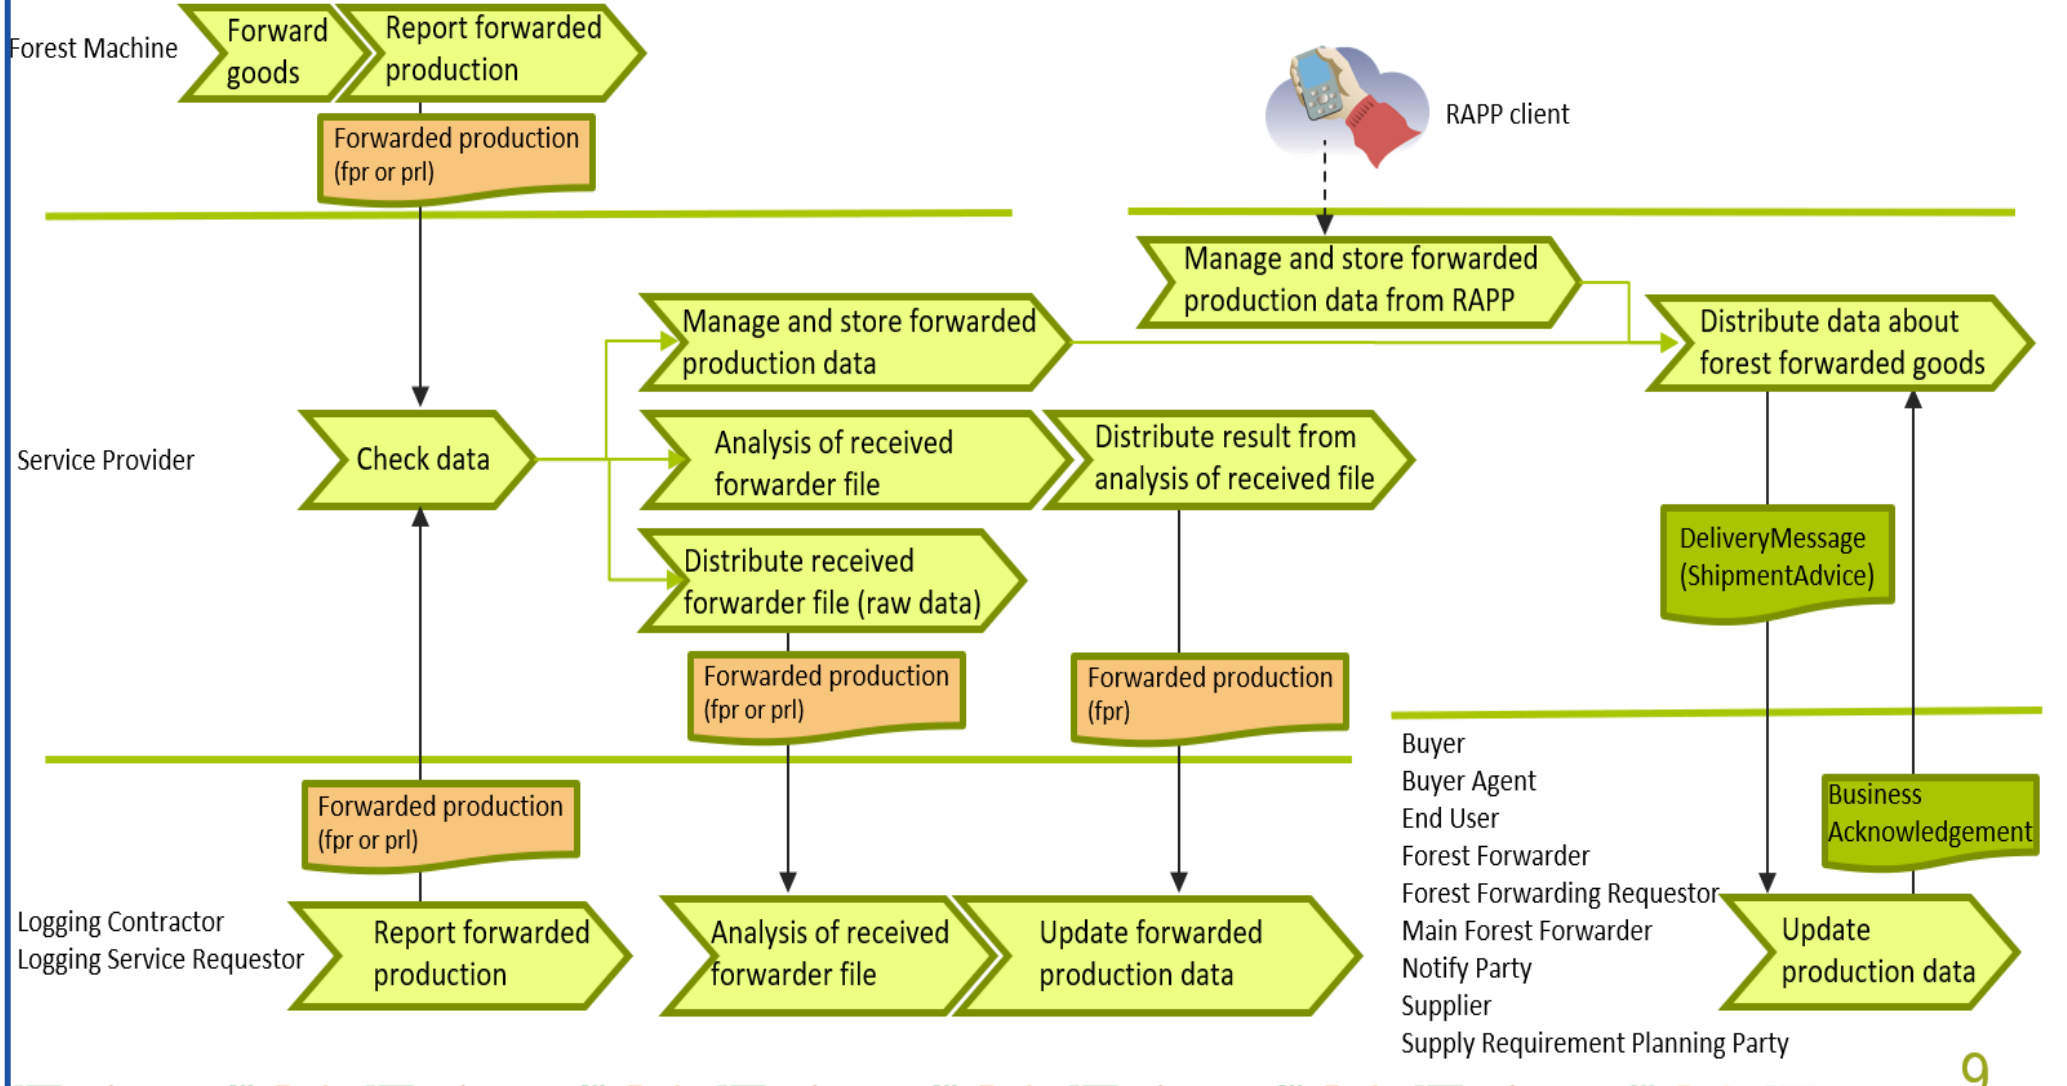 Forest Machine
Forward
goods
Report forwarded
production
Forwarded production
(fpr or prl)
RAPP client
Manage and store forwarded
production data from RAPP
Manage and store forwarded
production data
Distribute data about
forest forwarded goods
Service Provider
Check data
Analysis of received
forwarder file
Distribute result from
analysis of received file
Distribute received
forwarder file (raw data)
DeliveryMessage
(ShipmentAdvice)
Forwarded production
(fpr or prl)
Forwarded production
(fpr)
Forwarded production
(fpr or prl)
Business
Acknowledgement
Logging Contractor
Logging Service Requestor
Report forwarded
production
Analysis of received
forwarder file
Update forwarded
production data
Buyer
Buyer Agent
End User
Forest Forwarder
Forest Forwarding Requestor
Main Forest Forwarder
Notify Party
Supplier
Supply Requirement Planning Party
Update
production data
9